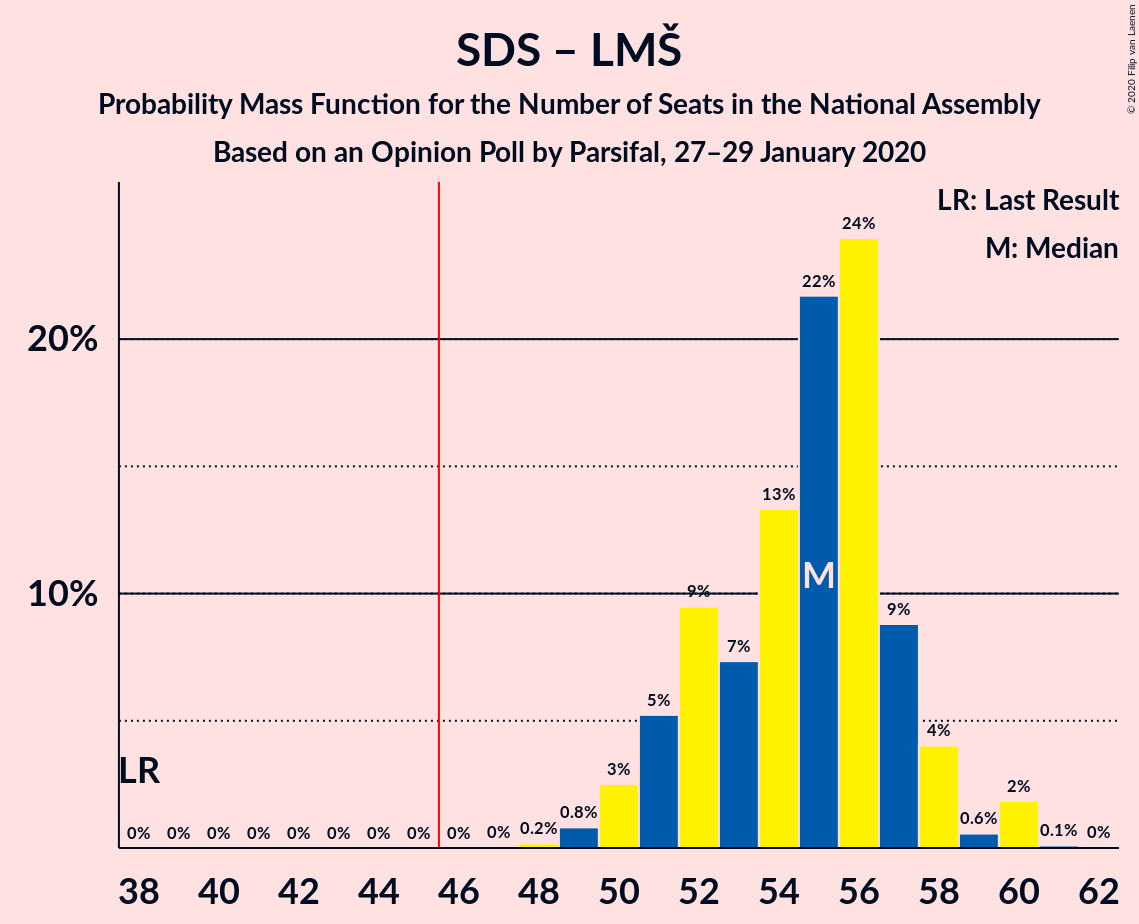 © 2020 Filip van Laenen
SDS – LMŠ
Probability Mass Function for the Number of Seats in the National Assembly
Based on an Opinion Poll by Parsifal, 27–29 January 2020
LR: Last Result
M: Median
20%
10%
LR
M
0% 0% 0% 0% 0% 0% 0% 0% 0% 0% 0.2% 0.8% 3% 5% 9% 7% 13% 22% 24% 9% 4% 0.6% 2% 0.1% 0%
38 40 42 44 46 48 50 52 54 56 58 60 62